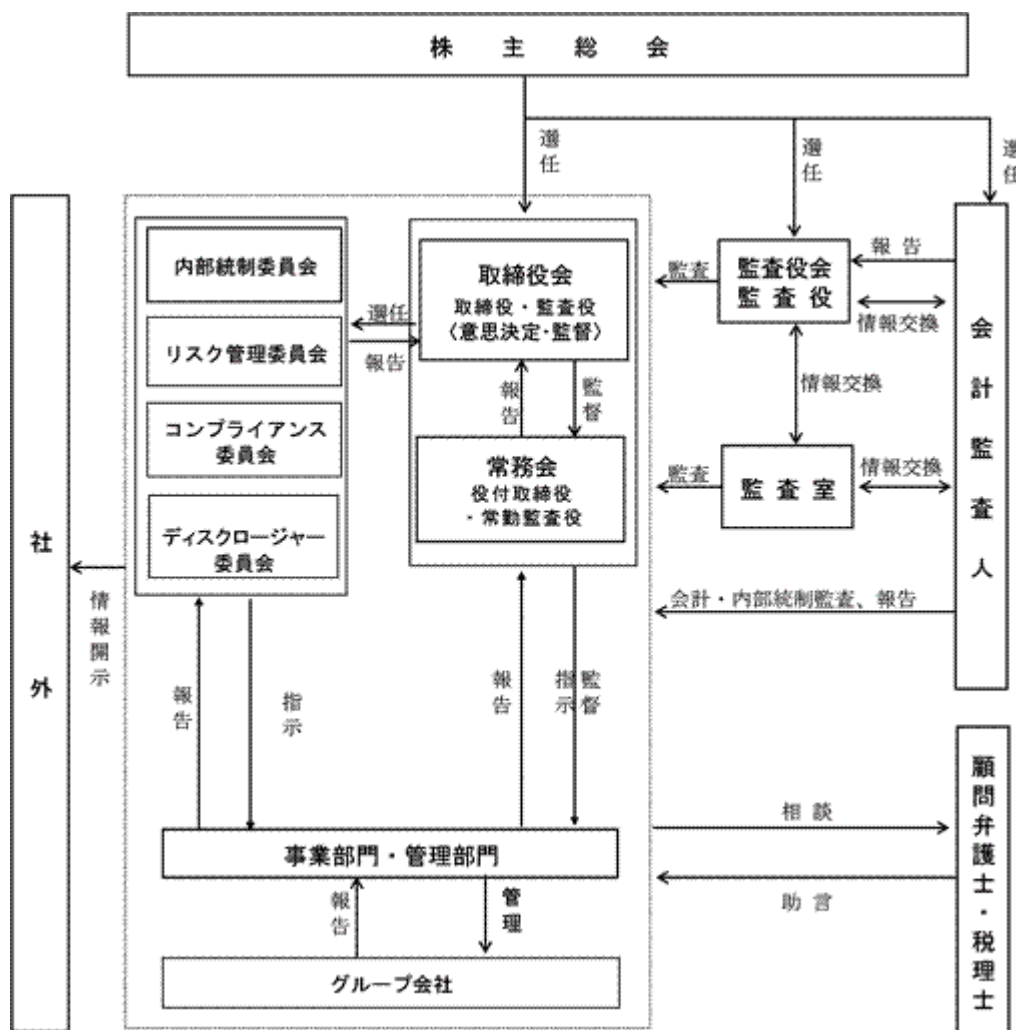 株主総会
選任
選任
選任
内部統制委員会
リスク管理委員会
コンプライアンス
委員会
ディスクロージャー
委員会
選任
報告
取締役会
取締役・監査役
〈意思決定・監督〉
報告
監督
常務会
役付取締役
・常勤監査役
監査
監査役会
監査役
報告
情報交換
情報交換
監査
監査室
情報交換
会計監査人
会計・内部統制監査、報告
社外
情報開示
報告
指示
報告
指示
監督
事業部門・管理部門
報告
管理
グループ会社
相談
助言
顧問弁護士・税理士